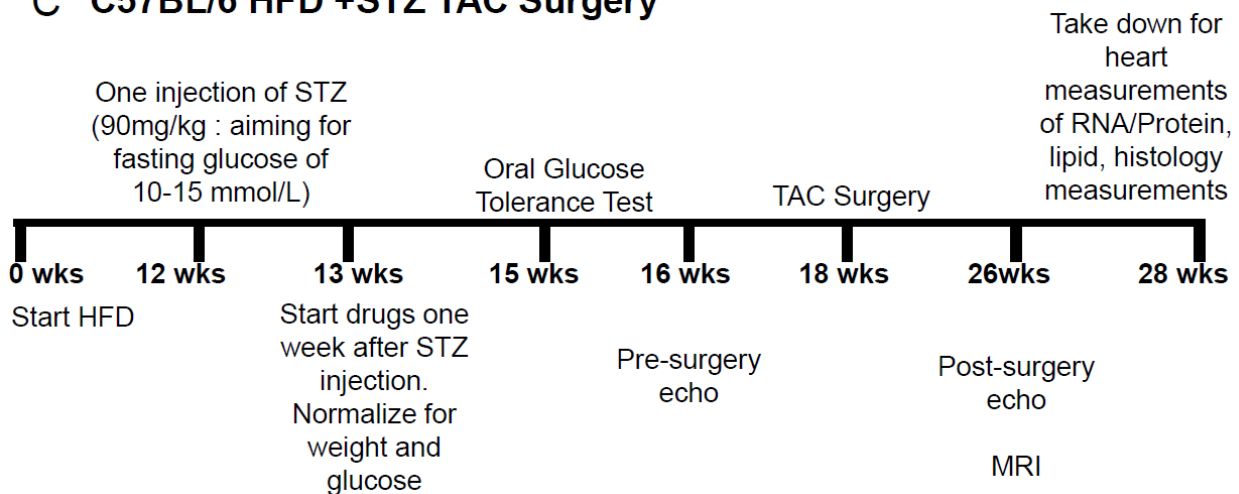 C C57BL/6 HFD +STZ TAC Surgery
One injection of STZ
(90mg/kg : aiming for
fasting glucose of
10-15 mmol/L)
Oral Glucose
Tolerance Test
TAC Surgery
Take down for
heart
measurements
of RNA/Protein,
lipid, histology
measurements
0 wks 12 wks 13 wks 15 wks 16 wks 18 wks 26wks 28 wks
Start HFD
Start drugs one
week after STZ
injection.
Normalize for
weight and
glucose
Pre-surgery
echo
Post-surgery
echo
MRI